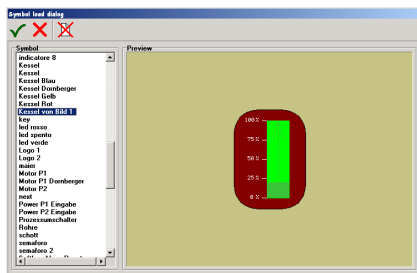 Symbol load dialog
Symbol
indicatore 8
Kessel
Kessel
Kessel Blau
Kessel Dornberger
Kessel Gelb
Kessel Rot
Kessel von Bild 1
key
led rosso
led spento
led verde
Logo 1
Logo 2
maier
Motor P1
Motor P1 Dornberger
Motor P2
next
Power P1 Eingabe
Power P2 Eingabe
Prozessumschalter
Rohre
schott
semaforo
semaforo 2
Preview
100 %
75 %
50 %
25 %
0 %